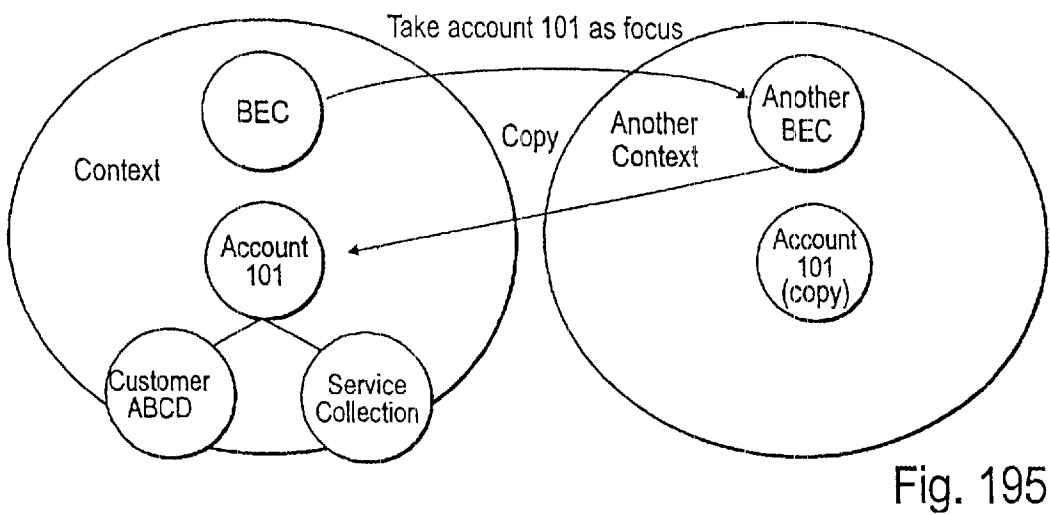 Take account 101 as focus
BEC
Another
BEC
Context
Copy
Another
Context
Account
101
Account
101
(copy)
Customer
ABCD
Service
Collection
Fig. 195